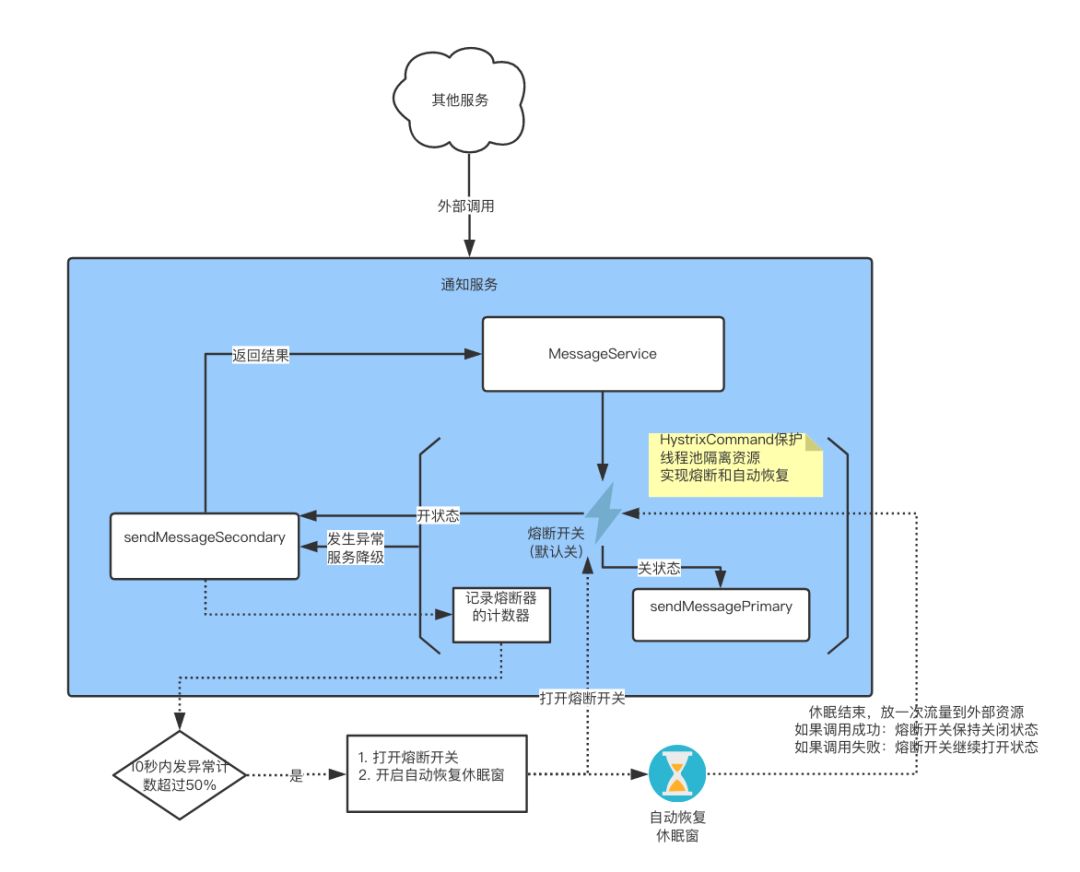 其他服务
外部调用
通知服务
MessageService
返回结果
HystrixCommand保护
线程池隔离资源
实现熔断和自动恢复
开状态
熔断开关
（默认关）
sendMessageSecondary
发生异常
服务降级
关状态
sendMessagePrimary
记录熔断器
的计数器
打开熔断开关
休眠结束，放一次流量到外部资源
如果调用成功：熔断开关保持关闭状态
如果调用失败：熔断开关继续打开状态
10秒内发异常计
数超过50%
是
1. 打开熔断开关
2. 开启自动恢复休眠窗
自动恢复
休眠窗